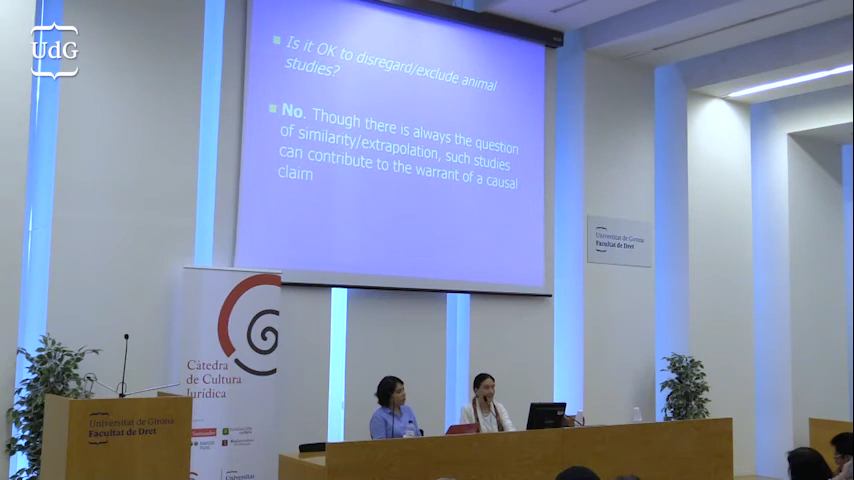 UdG
Is it OK to disregard/exclude animal
studies?
No. Though there is always the question
of similarity/extrapolation, such studies
can contribute to the warrant of a causal
claim
Universitat de Girona
Facultat de Dret
Càtedra
de Cultura
Jurídica
Universitat de Girona
Facultat de Dret